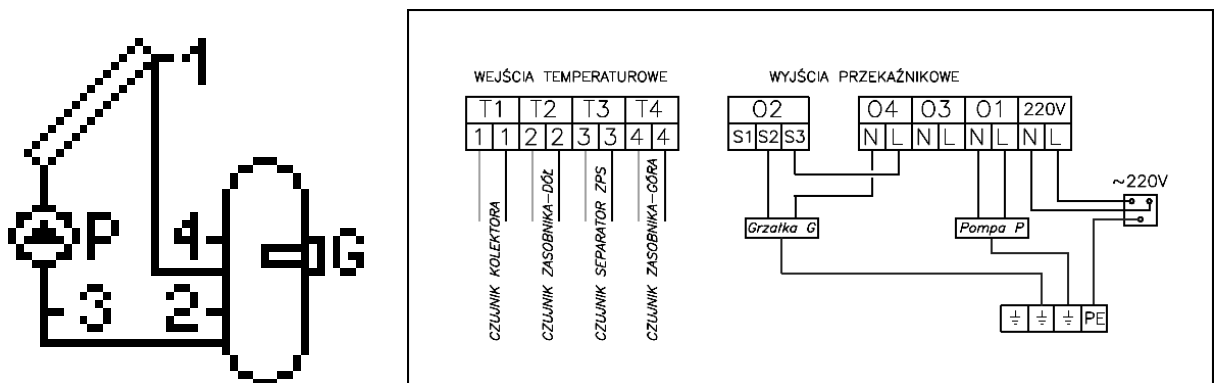 1
P 4 G
3 2
WEJŚCIA TEMPERATUROWE
T1 T2 T3 T4
1 1 2 2 3 3 4 4
CZUJNIK KOLEKTORA
CZUJNIK ZASOBNIKA-DÓŁ
CZUJNIK SEPARATOR ZPS
CZUJNIK ZASOBNIKA-GÓRA
WYJŚCIA PRZEKAŹNIKOWE
O2 O4 O3 O1 220V
S1 S2 S3 N L N L N L N L
~220V
Grzałka G Pompa P
PE